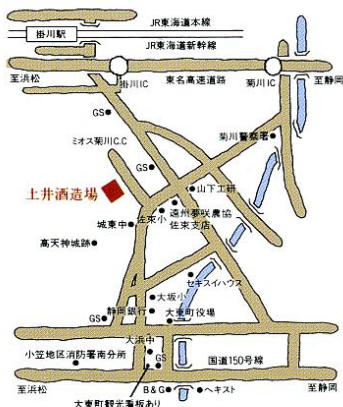 JR東海道本線
掛川駅
JR東海道新幹線
至浜松
掛川IC
東名高速道路
菊川IC
至静岡
GS
ミオス菊川C.C
菊川警察署
GS
土井酒造場
山下工研
佐束小
遠州夢咲農協
佐束支店
城東中
高天神城跡
セキスイハウス
大坂小
静岡銀行
大東町役場
GS
大浜中
小笠地区消防署南分所
GS
国道150号線
至浜松
B&G
ヘキスト
至静岡
大東町観光看板あり